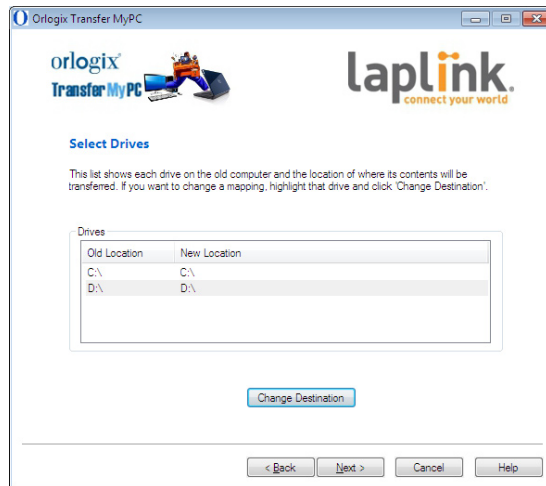 Orlogix Transfer MyPC
orlogix
Transfer My PC
laplink.
connect your world
Select Drives
This list shows each drive on the old computer and the location of where its contents will be
transferred. If you want to change a mapping, highlight that drive and click 'Change Destination'.
Drives
Old Location New Location
C:\ C:\
D:\ D:\
Change Destination
< Back Next > Cancel Help